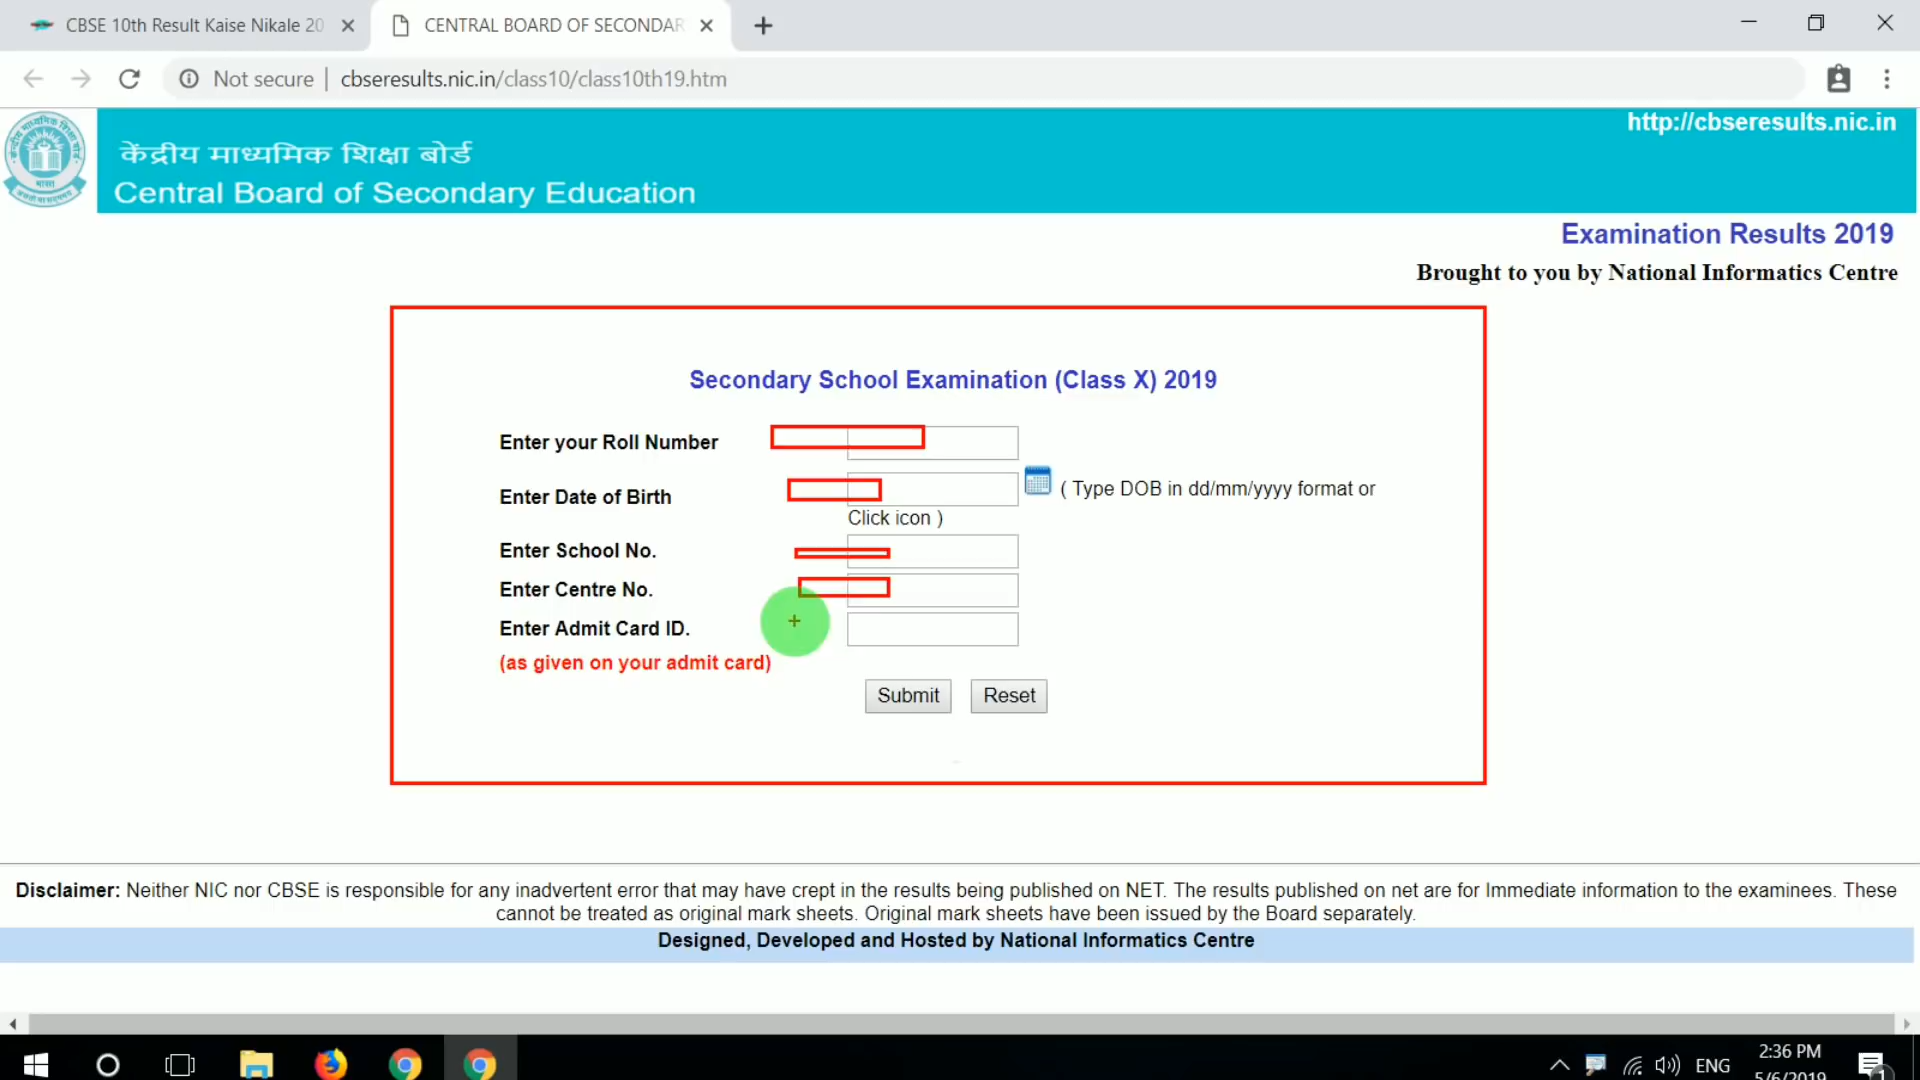 CBSE 10th Result Kaise Nikale 20
CENTRAL BOARD OF SECONDAR
Not secure | cbseresults.nic.in/class10/class10th19.htm
http://cbseresults.nic.in
केंद्रीय माध्यमिक शिक्षा बोर्ड
Central Board of Secondary Education
Examination Results 2019
Brought to you by National Informatics Centre
Secondary School Examination (Class X) 2019
Enter your Roll Number
Enter Date of Birth
( Type DOB in dd/mm/yyyy format or
Click icon )
Enter School No.
Enter Centre No.
Enter Admit Card ID.
(as given on your admit card)
Submit Reset
Disclaimer: Neither NIC nor CBSE is responsible for any inadvertent error that may have crept in the results being published on NET. The results published on net are for Immediate information to the examinees. These
cannot be treated as original mark sheets. Original mark sheets have been issued by the Board separately.
Designed, Developed and Hosted by National Informatics Centre
ENG
2:36 PM
5/6/2019